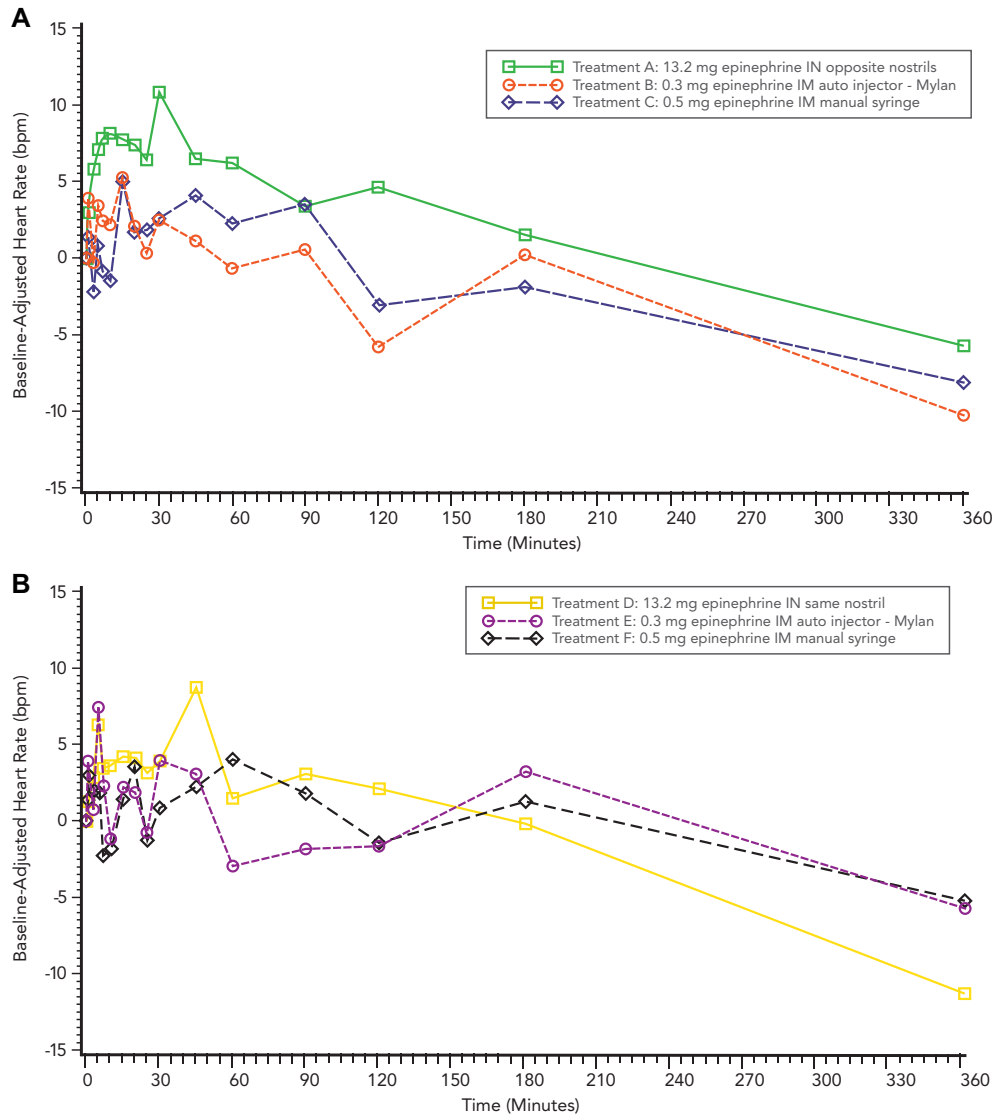 A
15
10
5
0
-5
-10
-15
Baseline-Adjusted Heart Rate (bpm)
Treatment A: 13.2 mg epinephrine IN opposite nostrils
Treatment B: 0.3 mg epinephrine IM auto injector - Mylan
Treatment C: 0.5 mg epinephrine IM manual syringe
0 30 60 90 120 150 180 210 240 270 300 330 360
Time (Minutes)
B
15
10
5
0
-5
-10
-15
Baseline-Adjusted Heart Rate (bpm)
Treatment D: 13.2 mg epinephrine IN same nostril
Treatment E: 0.3 mg epinephrine IM auto injector - Mylan
Treatment F: 0.5 mg epinephrine IM manual syringe
0 30 60 90 120 150 180 210 240 270 300 330 360
Time (Minutes)